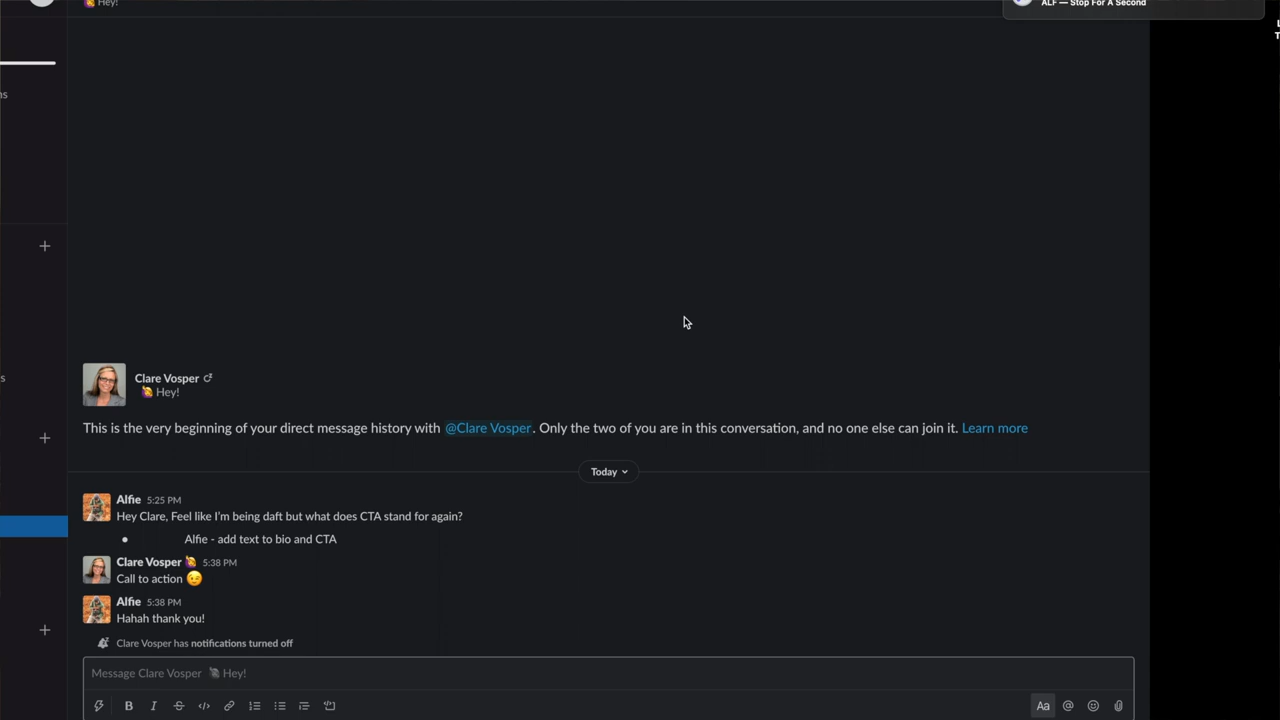 Hey!
ALF — Stop For A Second
Clare Vosper
Hey!
This is the very beginning of your direct message history with @Clare Vosper. Only the two of you are in this conversation, and no one else can join it. Learn more
Today
Alfie 5:25 PM
Hey Clare, Feel like I'm being daft but what does CTA stand for again?
• Alfie - add text to bio and CTA
Clare Vosper 5:38 PM
Call to action
Alfie 5:38 PM
Hahah thank you!
Clare Vosper has notifications turned off
Message Clare Vosper Hey!
B I S
Aa @